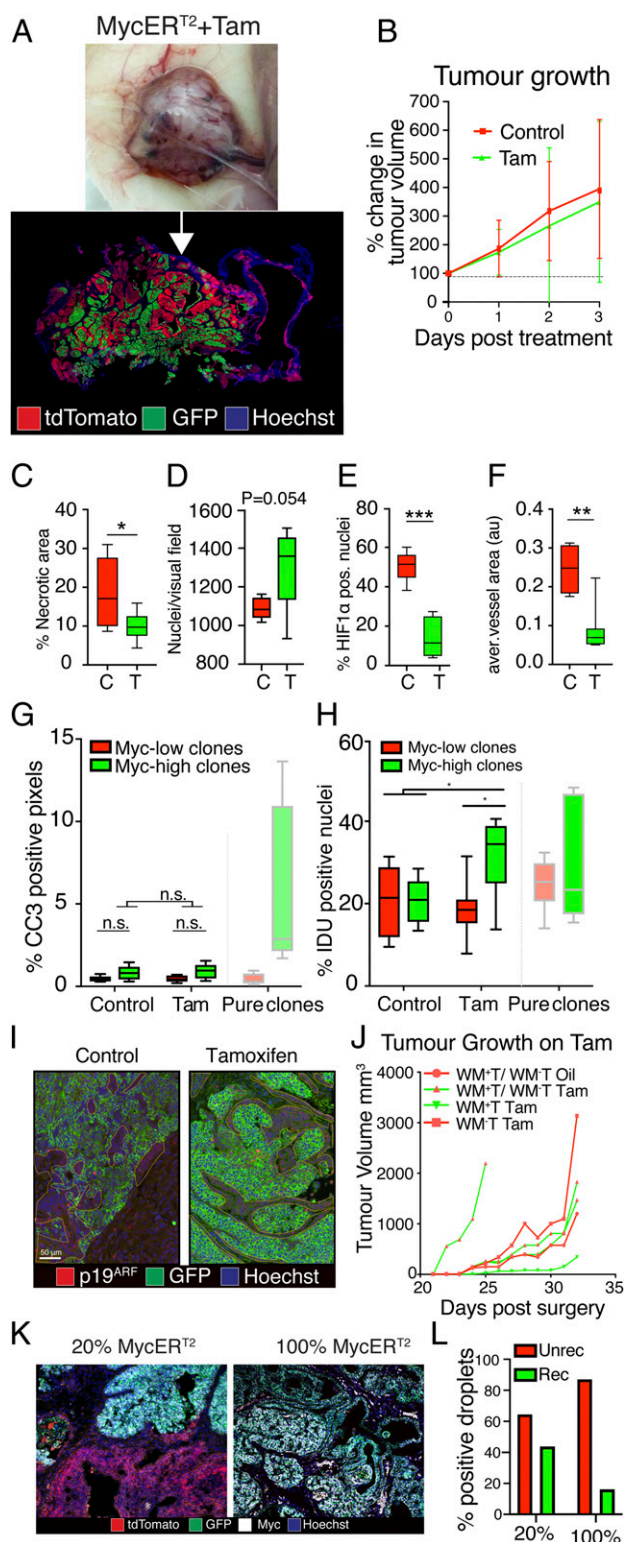 A
MycER^T2+Tam
tdTomato GFP Hoechst
B
Tumour growth
% change in
tumour volume
700
600
500
400
300
200
100
0
Control
Tam
0 1 2 3
Days post treatment
C
% Necrotic area
40
30
20
10
0
*
C T
D
P=0.054
Nuclei/visual field
1600
1400
1200
1000
800
C T
E
% HIF1α pos. nuclei
80
60
40
20
0
***
C T
F
aver.vessel area (au)
0.4
0.3
0.2
0.1
0.0
**
C T
G
% CC3 positive pixels
15
10
5
0
Myc-low clones
Myc-high clones
n.s.
n.s. n.s.
Control Tam Pure clones
H
% IDU positive nuclei
60
40
20
0
Myc-low clones
Myc-high clones
*
*
Control Tam Pure clones
I
Control Tamoxifen
50 µm
p19^ARF GFP Hoechst
J
Tumour Growth on Tam
Tumour Volume mm³
4000
3000
2000
1000
0
WM⁺T/ WM⁻T Oil
WM⁺T/ WM⁻T Tam
WM⁺T Tam
WM⁻T Tam
20 25 30 35
Days post surgery
K
20% MycER^T2 100% MycER^T2
tdTomato GFP Myc Hoechst
L
% positive droplets
100
80
60
40
20
0
Unrec
Rec
20% 100%